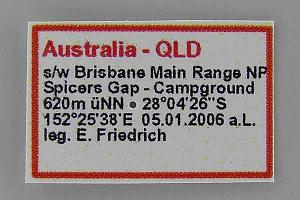 Australia - QLD
s/w Brisbane Main Range NP
Spicers Gap - Campground
620m üNN • 28°04'26"S
152°25'38'E 05.01.2006 a.L.
leg. E. Friedrich